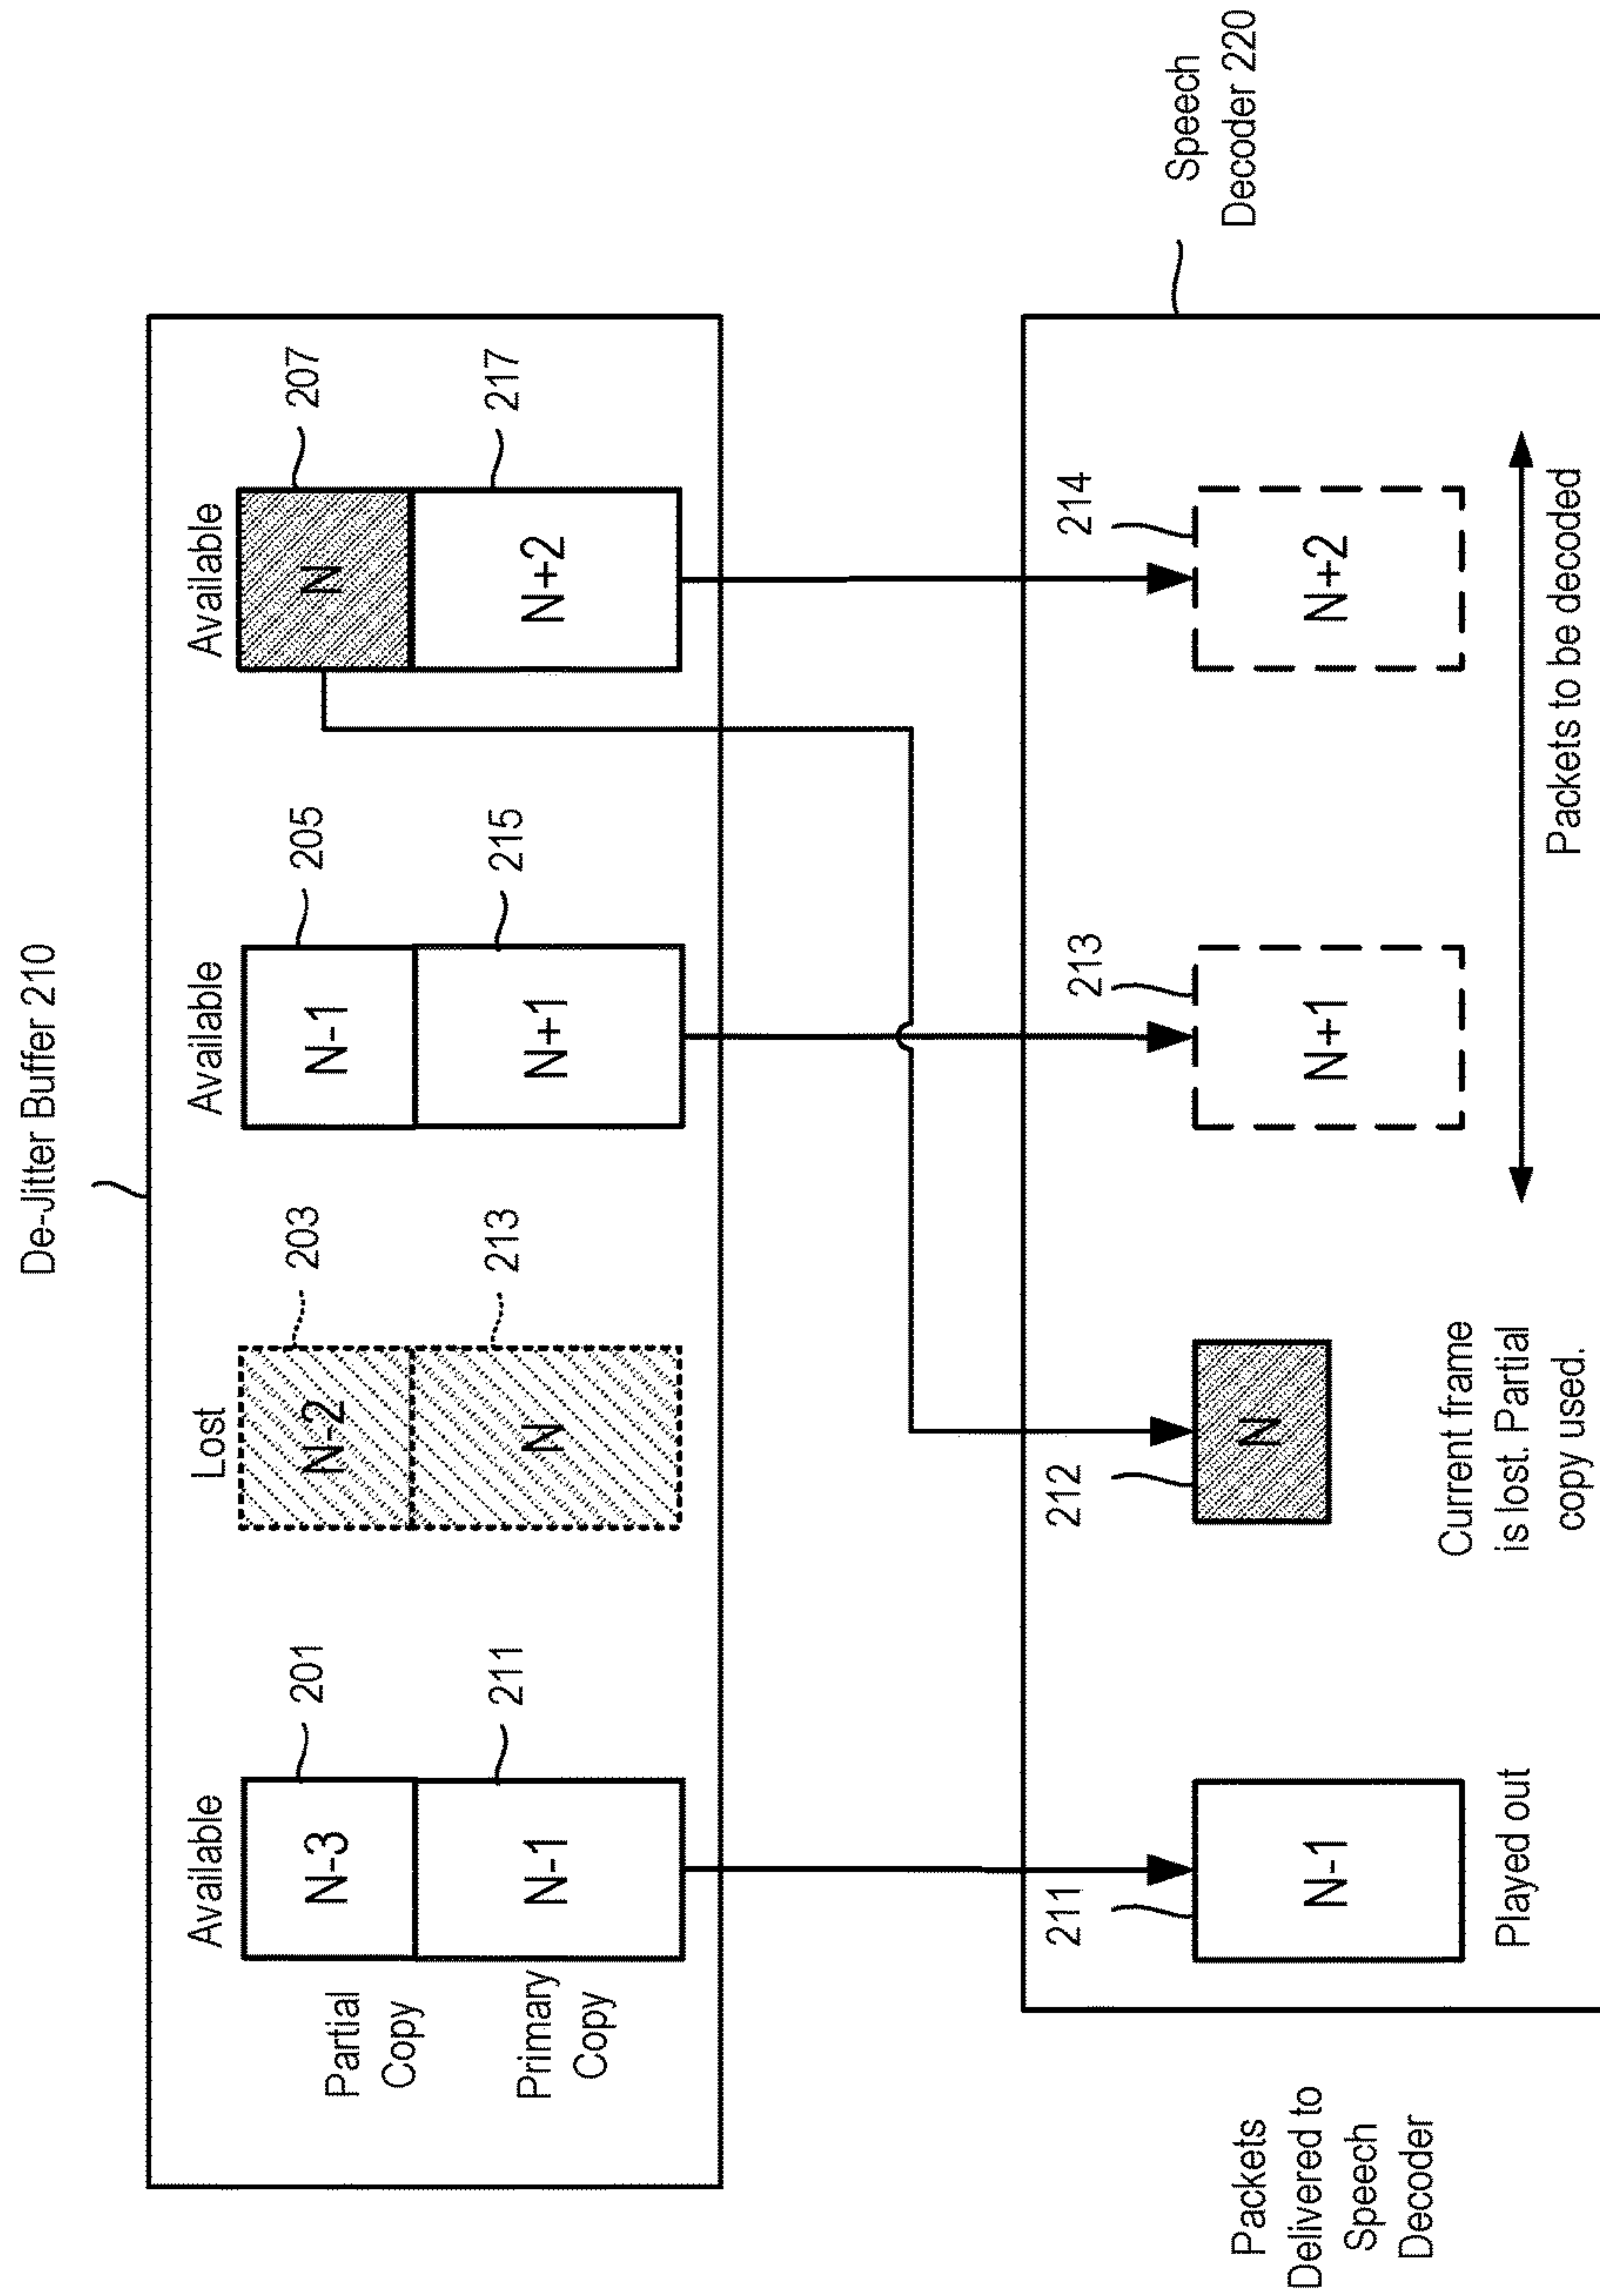 De-Jitter Buffer 210
Available
Lost
Available
Available
Partial
Copy
N-3
201
N-2
203
N-1
205
N
207
Primary
Copy
N-1
211
N
213
N+1
215
N+2
217
Speech
Decoder 220
Packets
Delivered to
Speech
Decoder
211
212
213
214
N-1
N
N+1
N+2
Played out
Current frame
is lost. Partial
copy used.
Packets to be decoded